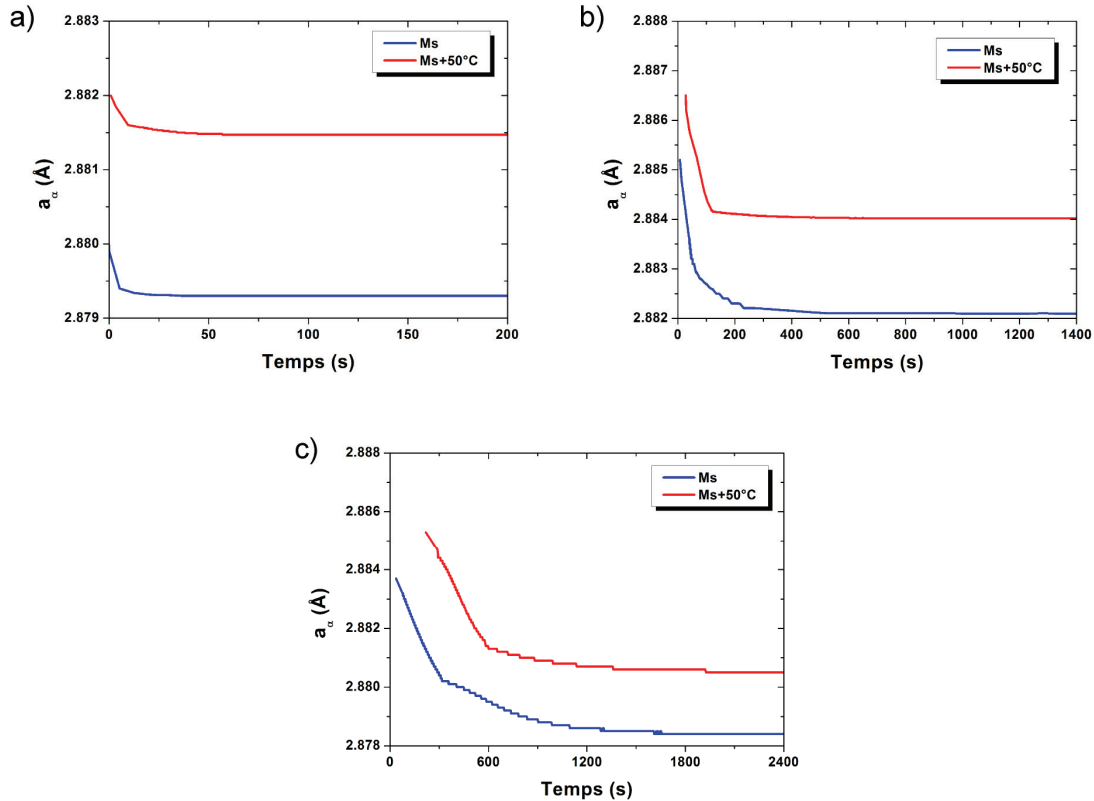 a)
2.883
2.882
2.881
2.880
2.879
a_α (Å)
0
50
100
150
200
Temps (s)
Ms
Ms+50°C
b)
2.888
2.887
2.886
2.885
2.884
2.883
2.882
a_α (Å)
0
200
400
600
800
1000
1200
1400
Temps (s)
Ms
Ms+50°C
c)
2.888
2.886
2.884
2.882
2.880
2.878
a_α (Å)
0
600
1200
1800
2400
Temps (s)
Ms
Ms+50°C